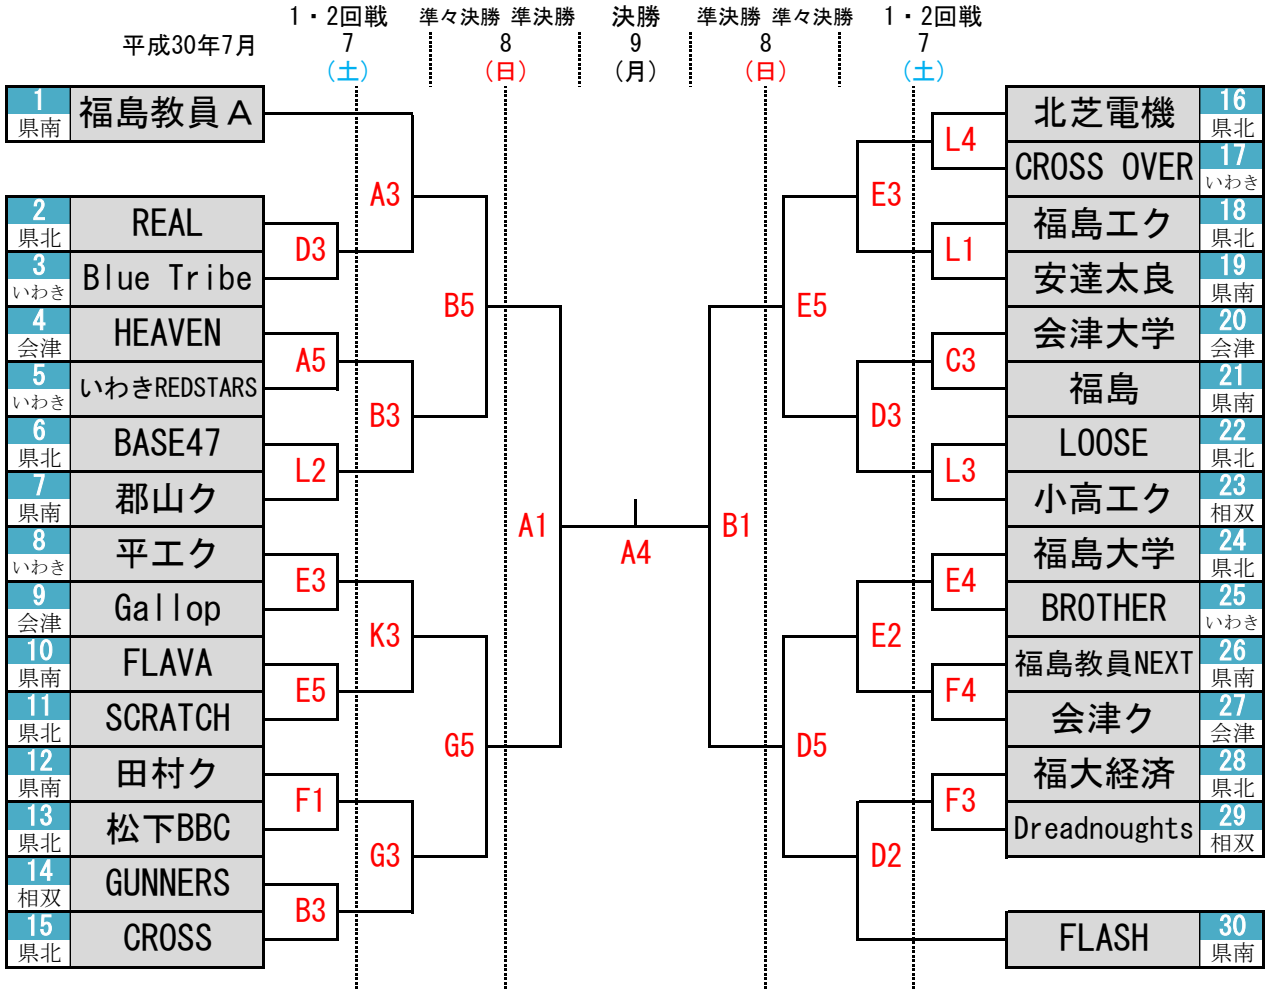 1・2回戦 準々決勝 準決勝 決勝 準決勝 準々決勝 1・2回戦
平成30年7月 7 8 9 8 7
(土) (日) (月) (日) (土)
1 福島教員A
県南
A3
2 REAL
県北
D3
3 Blue Tribe
いわき
B5
4 HEAVEN
会津
A5
5 いわきREDSTARS
いわき
B3
6 BASE47
県北
L2
7 郡山ク
県南
A1
8 平エク
いわき
E3
9 Gallop
会津
K3
10 FLAVA
県南
E5
11 SCRATCH
県北
G5
12 田村ク
県南
F1
13 松下BBC
県北
G3
14 GUNNERS
相双
B3
15 CROSS
県北
A4
北芝電機 16
県北
L4
CROSS OVER 17
いわき
E3
福島エク 18
県北
L1
安達太良 19
県南
E5
会津大学 20
会津
C3
福島 21
県南
D3
LOOSE 22
県北
L3
小高エク 23
相双
B1
福島大学 24
県北
E4
BROTHER 25
いわき
E2
福島教員NEXT 26
県南
F4
会津ク 27
会津
D5
福大経済 28
県北
F3
Dreadnoughts 29
相双
D2
FLASH 30
県南